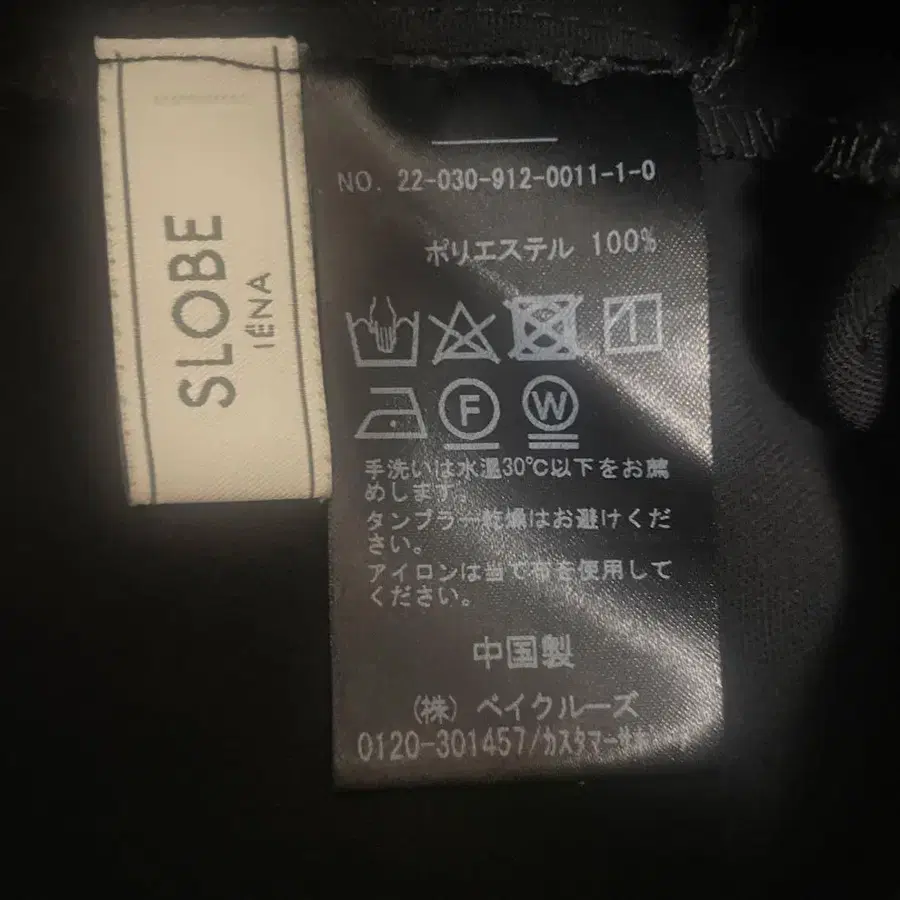 SLOBE
IÉNA
NO. 22-030-912-0011-1-0
ポリエステル 100%
F
W
手洗いは水温30℃以下をお薦
めします。
タンブラー乾燥はお避けくだ
さい。
アイロンは当て布を使用して
ください。
中国製
(株) ベイクルーズ
0120-301457/カスタマーサポート